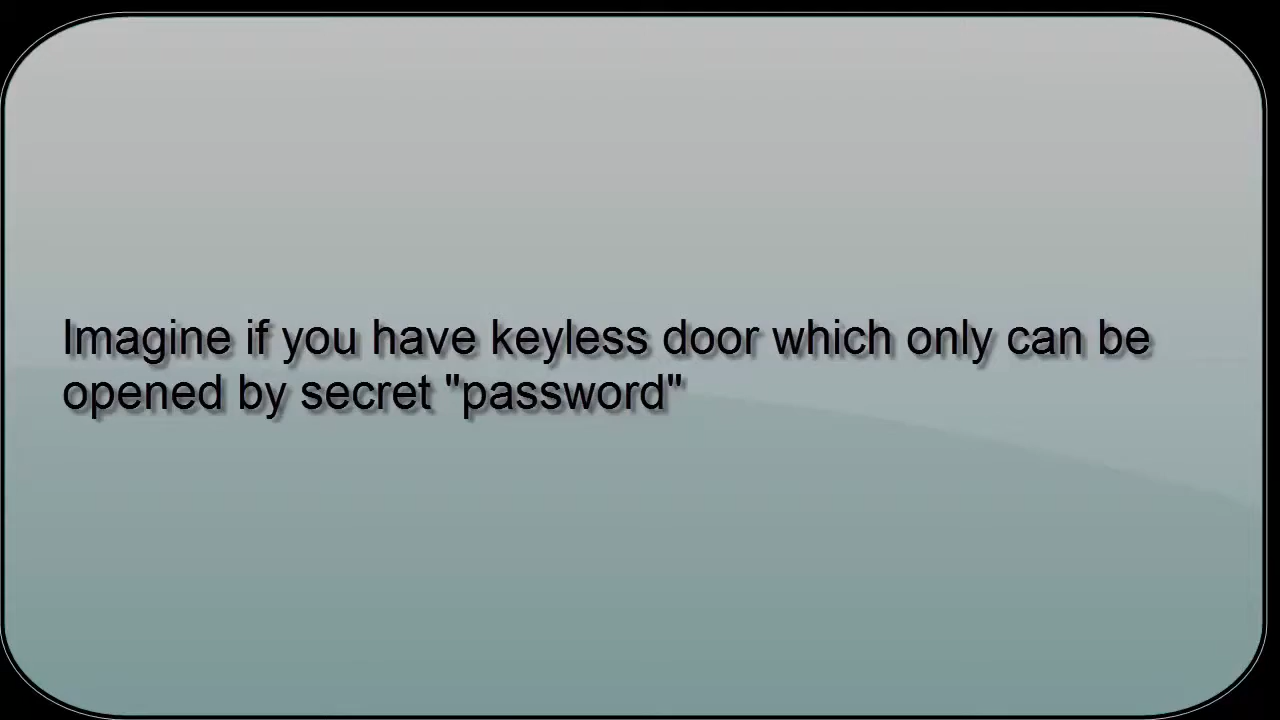 Imagine if you have keyless door which only can be
opened by secret "password"